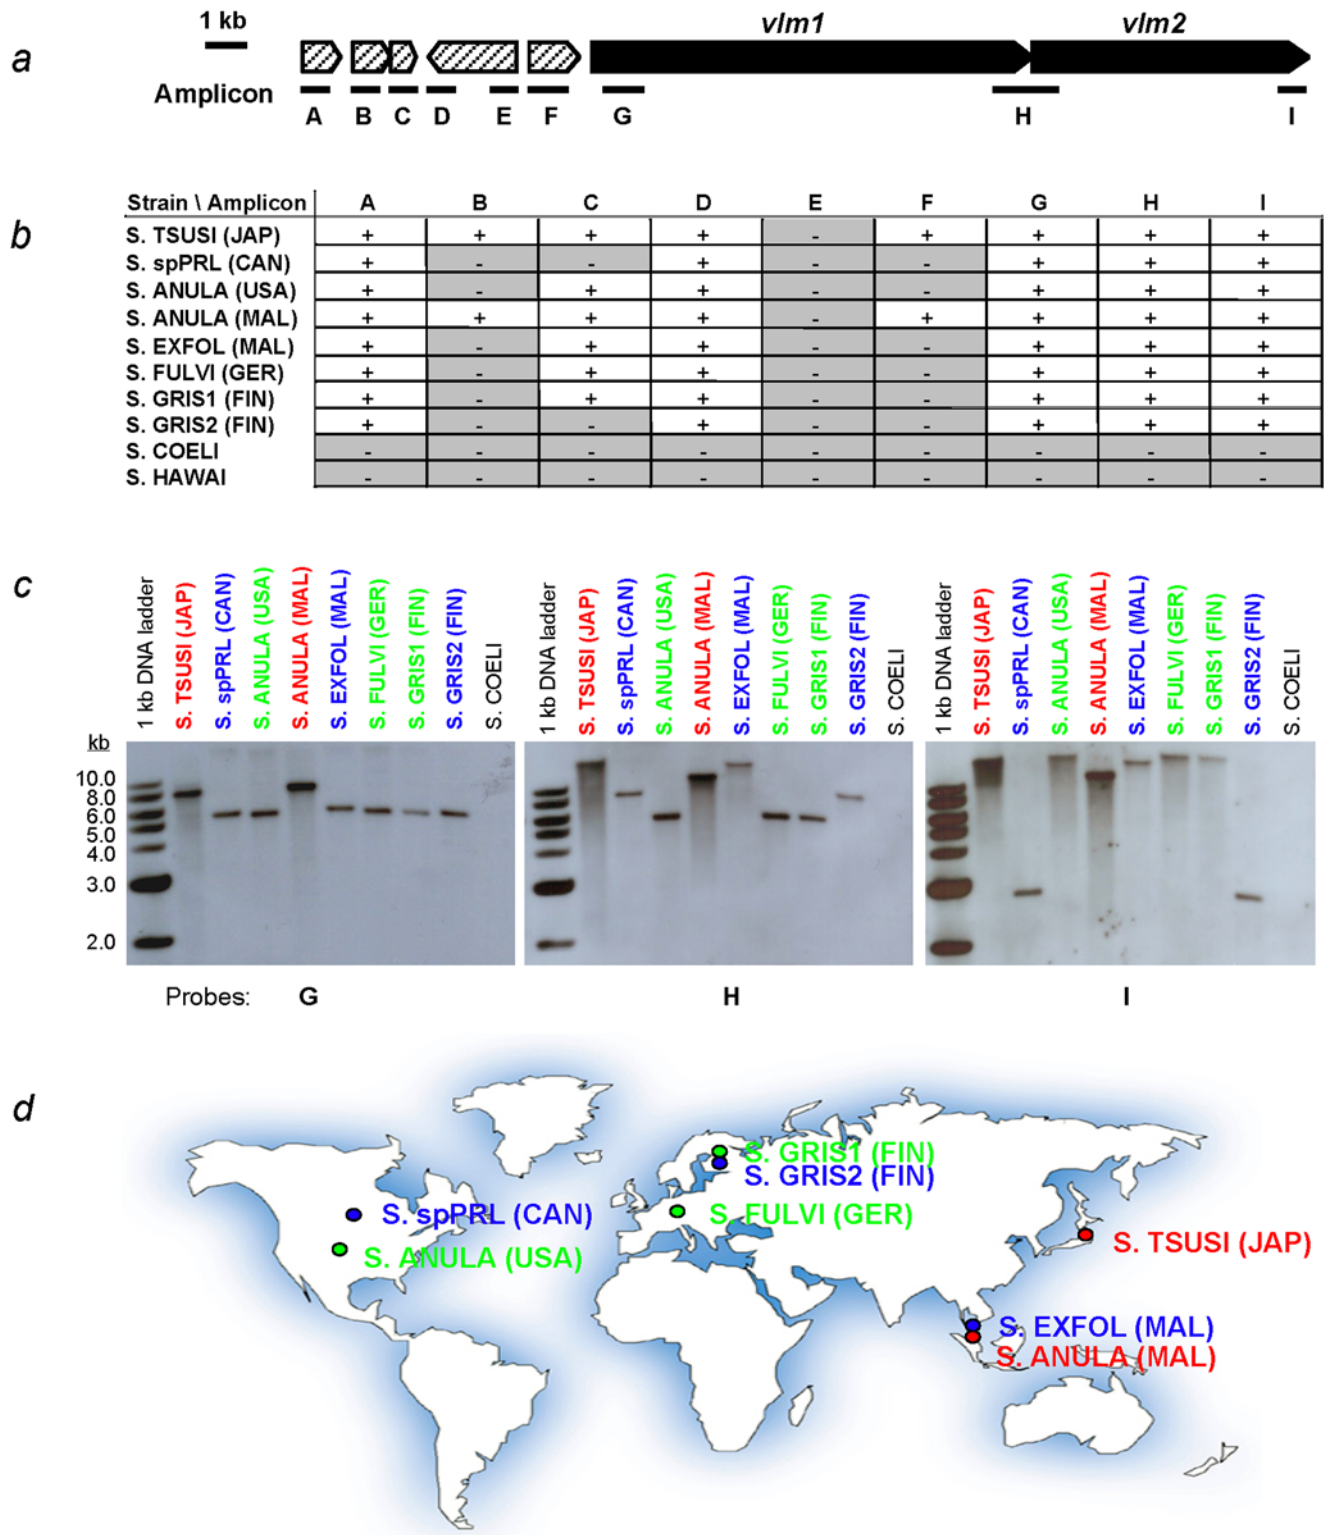 1 kb
vlm1
vlm2
a
Amplicon
A B C D E F G H I
b
Strain \ Amplicon A B C D E F G H I
S. TSUSI (JAP) + + + + - + + + +
S. spPRL (CAN) + - - + - - + + +
S. ANULA (USA) + - + + - - + + +
S. ANULA (MAL) + + + + - + + + +
S. EXFOL (MAL) + - + + - - + + +
S. FULVI (GER) + - + + - - + + +
S. GRIS1 (FIN) + - + + - - + + +
S. GRIS2 (FIN) + - - + - - + + +
S. COELI - - - - - - - - -
S. HAWAI - - - - - - - - -
c
1 kb DNA ladder
S. TSUSI (JAP)
S. spPRL (CAN)
S. ANULA (USA)
S. ANULA (MAL)
S. EXFOL (MAL)
S. FULVI (GER)
S. GRIS1 (FIN)
S. GRIS2 (FIN)
S. COELI
1 kb DNA ladder
S. TSUSI (JAP)
S. spPRL (CAN)
S. ANULA (USA)
S. ANULA (MAL)
S. EXFOL (MAL)
S. FULVI (GER)
S. GRIS1 (FIN)
S. GRIS2 (FIN)
S. COELI
1 kb DNA ladder
S. TSUSI (JAP)
S. spPRL (CAN)
S. ANULA (USA)
S. ANULA (MAL)
S. EXFOL (MAL)
S. FULVI (GER)
S. GRIS1 (FIN)
S. GRIS2 (FIN)
S. COELI
kb
10.0
8.0
6.0
5.0
4.0
3.0
2.0
Probes: G H I
d
S. GRIS1 (FIN)
S. GRIS2 (FIN)
S. spPRL (CAN)
S. FULVI (GER)
S. ANULA (USA)
S. TSUSI (JAP)
S. EXFOL (MAL)
S. ANULA (MAL)